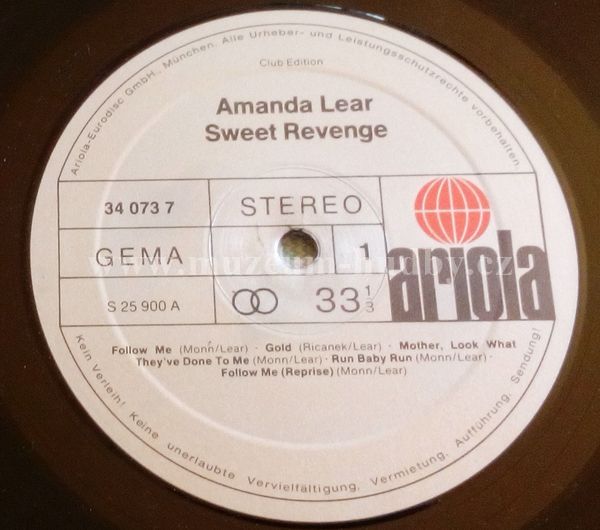 Ariola-Eurodisc GmbH., München. Alle Urheber- und Leistungsschutzrechte vorbehalten.
Club Edition
Amanda Lear
Sweet Revenge
34 073 7
STEREO
GEMA
1
ariola
www.muzeum-hudby.cz
S 25 900 A
33 1/3
Follow Me (Monn/Lear) · Gold (Ricanek/Lear) · Mother, Look What
They've Done To Me (Monn/Lear) · Run Baby Run (Monn/Lear) ·
Follow Me (Reprise) (Monn/Lear)
Kein Verleih! Keine unerlaubte Vervielfältigung, Vermietung, Aufführung, Sendung!